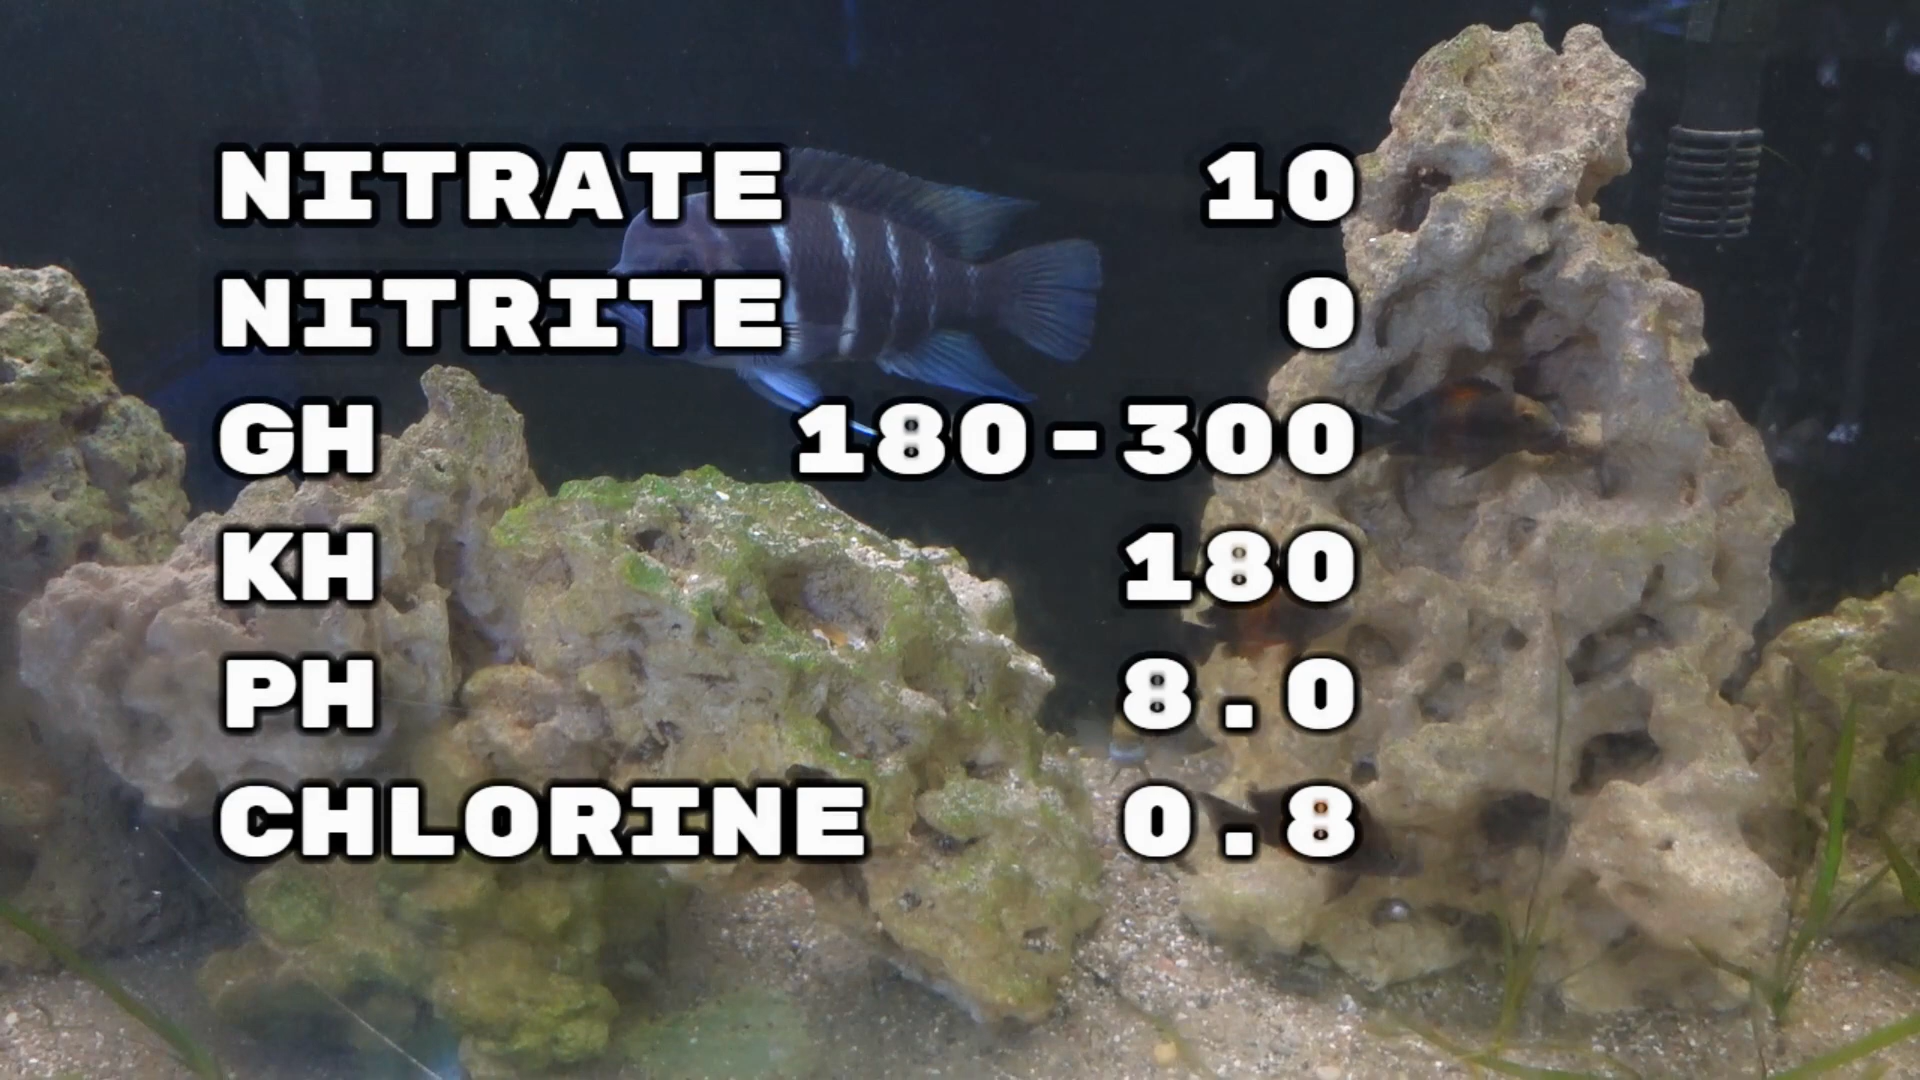 NITRATE 10
NITRITE 0
GH 180-300
KH 180
PH 8.0
CHLORINE 0.8